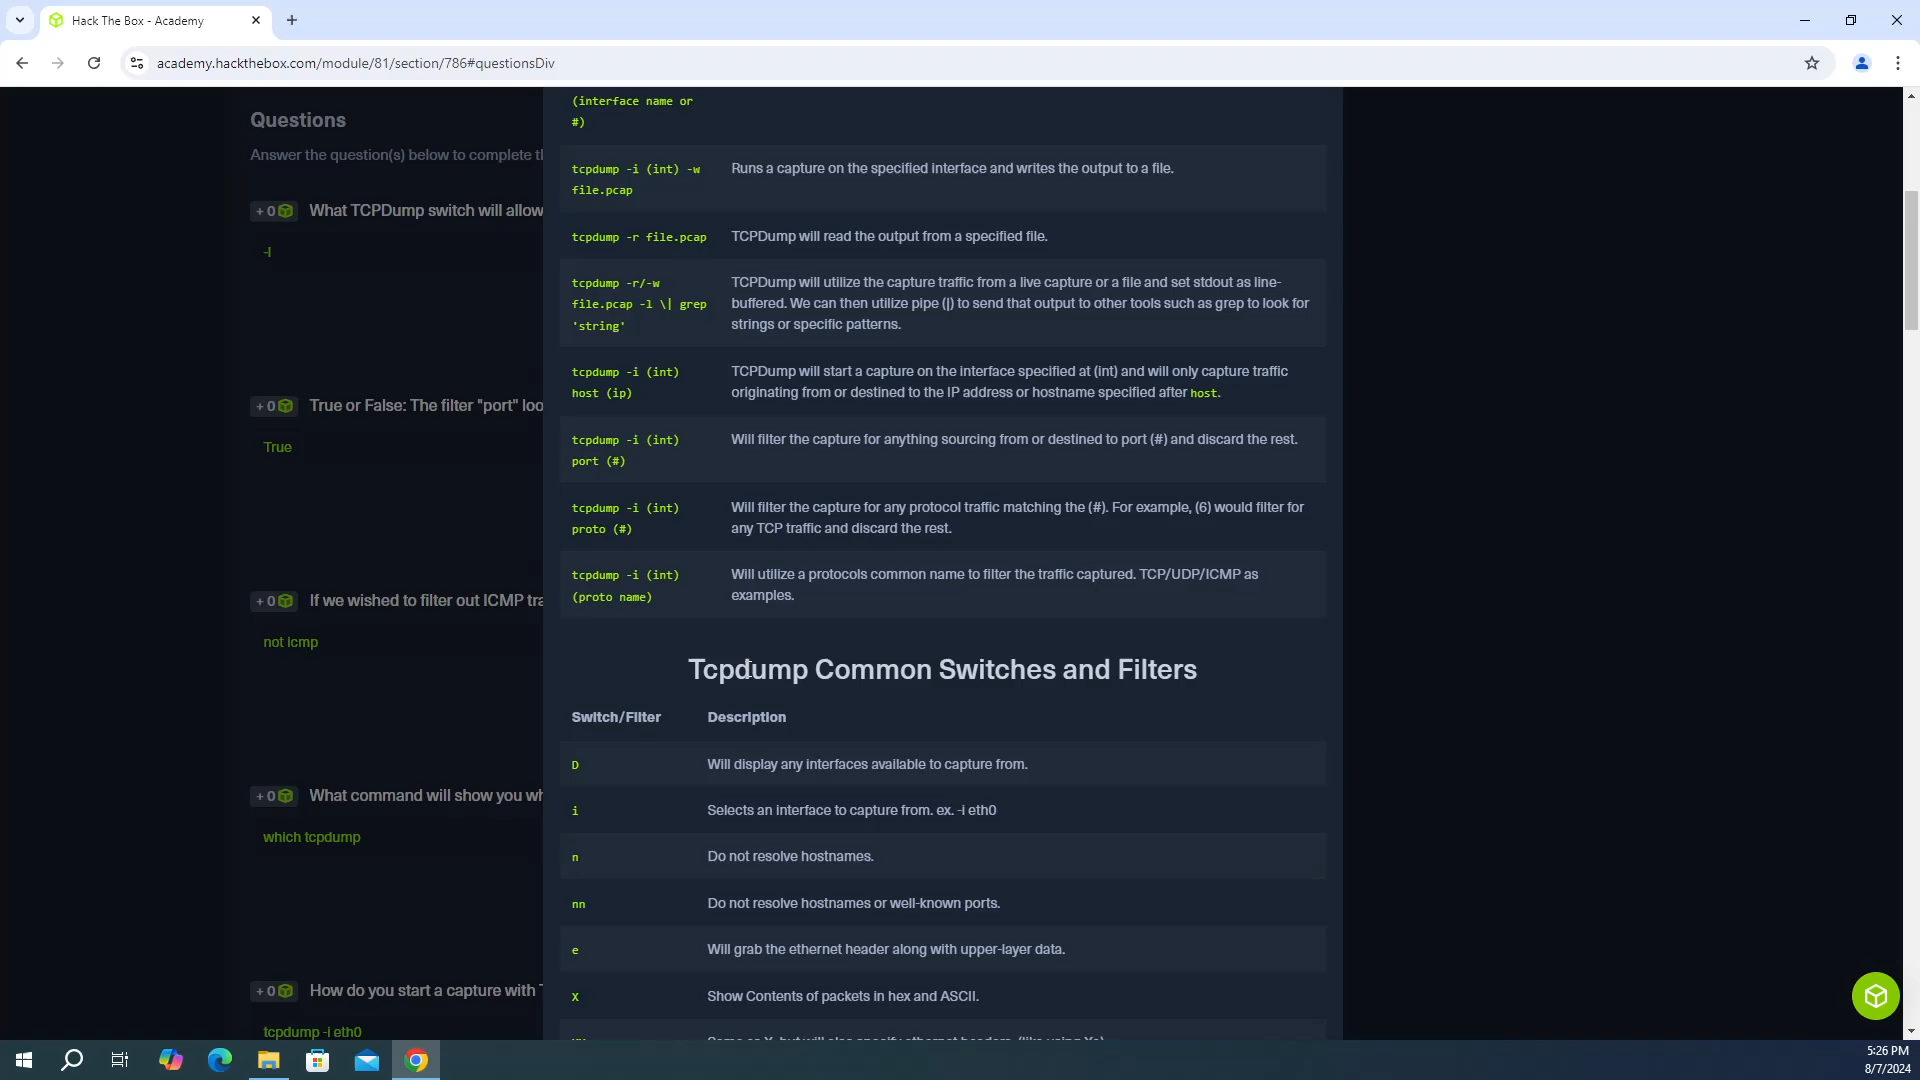 Hack The Box - Academy
academy.hackthebox.com/module/81/section/786#questionsDiv
Questions
Answer the question(s) below to complete tl
+ 0 What TCPDump switch will allow
-l
+ 0 True or False: The filter "port" loo
True
+ 0 If we wished to filter out ICMP tra
not icmp
+ 0 What command will show you wh
which tcpdump
+ 0 How do you start a capture with
tcpdump -i eth0
(interface name or
#)
tcpdump -i (int) -w
file.pcap
Runs a capture on the specified interface and writes the output to a file.
tcpdump -r file.pcap
TCPDump will read the output from a specified file.
tcpdump -r/-w
file.pcap -l \| grep
'string'
TCPDump will utilize the capture traffic from a live capture or a file and set stdout as line-
buffered. We can then utilize pipe (|) to send that output to other tools such as grep to look for
strings or specific patterns.
tcpdump -i (int)
host (ip)
TCPDump will start a capture on the interface specified at (int) and will only capture traffic
originating from or destined to the IP address or hostname specified after host.
tcpdump -i (int)
port (#)
Will filter the capture for anything sourcing from or destined to port (#) and discard the rest.
tcpdump -i (int)
proto (#)
Will filter the capture for any protocol traffic matching the (#). For example, (6) would filter for
any TCP traffic and discard the rest.
tcpdump -i (int)
(proto name)
Will utilize a protocols common name to filter the traffic captured. TCP/UDP/ICMP as
examples.
Tcpdump Common Switches and Filters
Switch/Filter Description
D Will display any interfaces available to capture from.
i Selects an interface to capture from. ex. -i eth0
n Do not resolve hostnames.
nn Do not resolve hostnames or well-known ports.
e Will grab the ethernet header along with upper-layer data.
X Show Contents of packets in hex and ASCII.
5:26 PM
8/7/2024